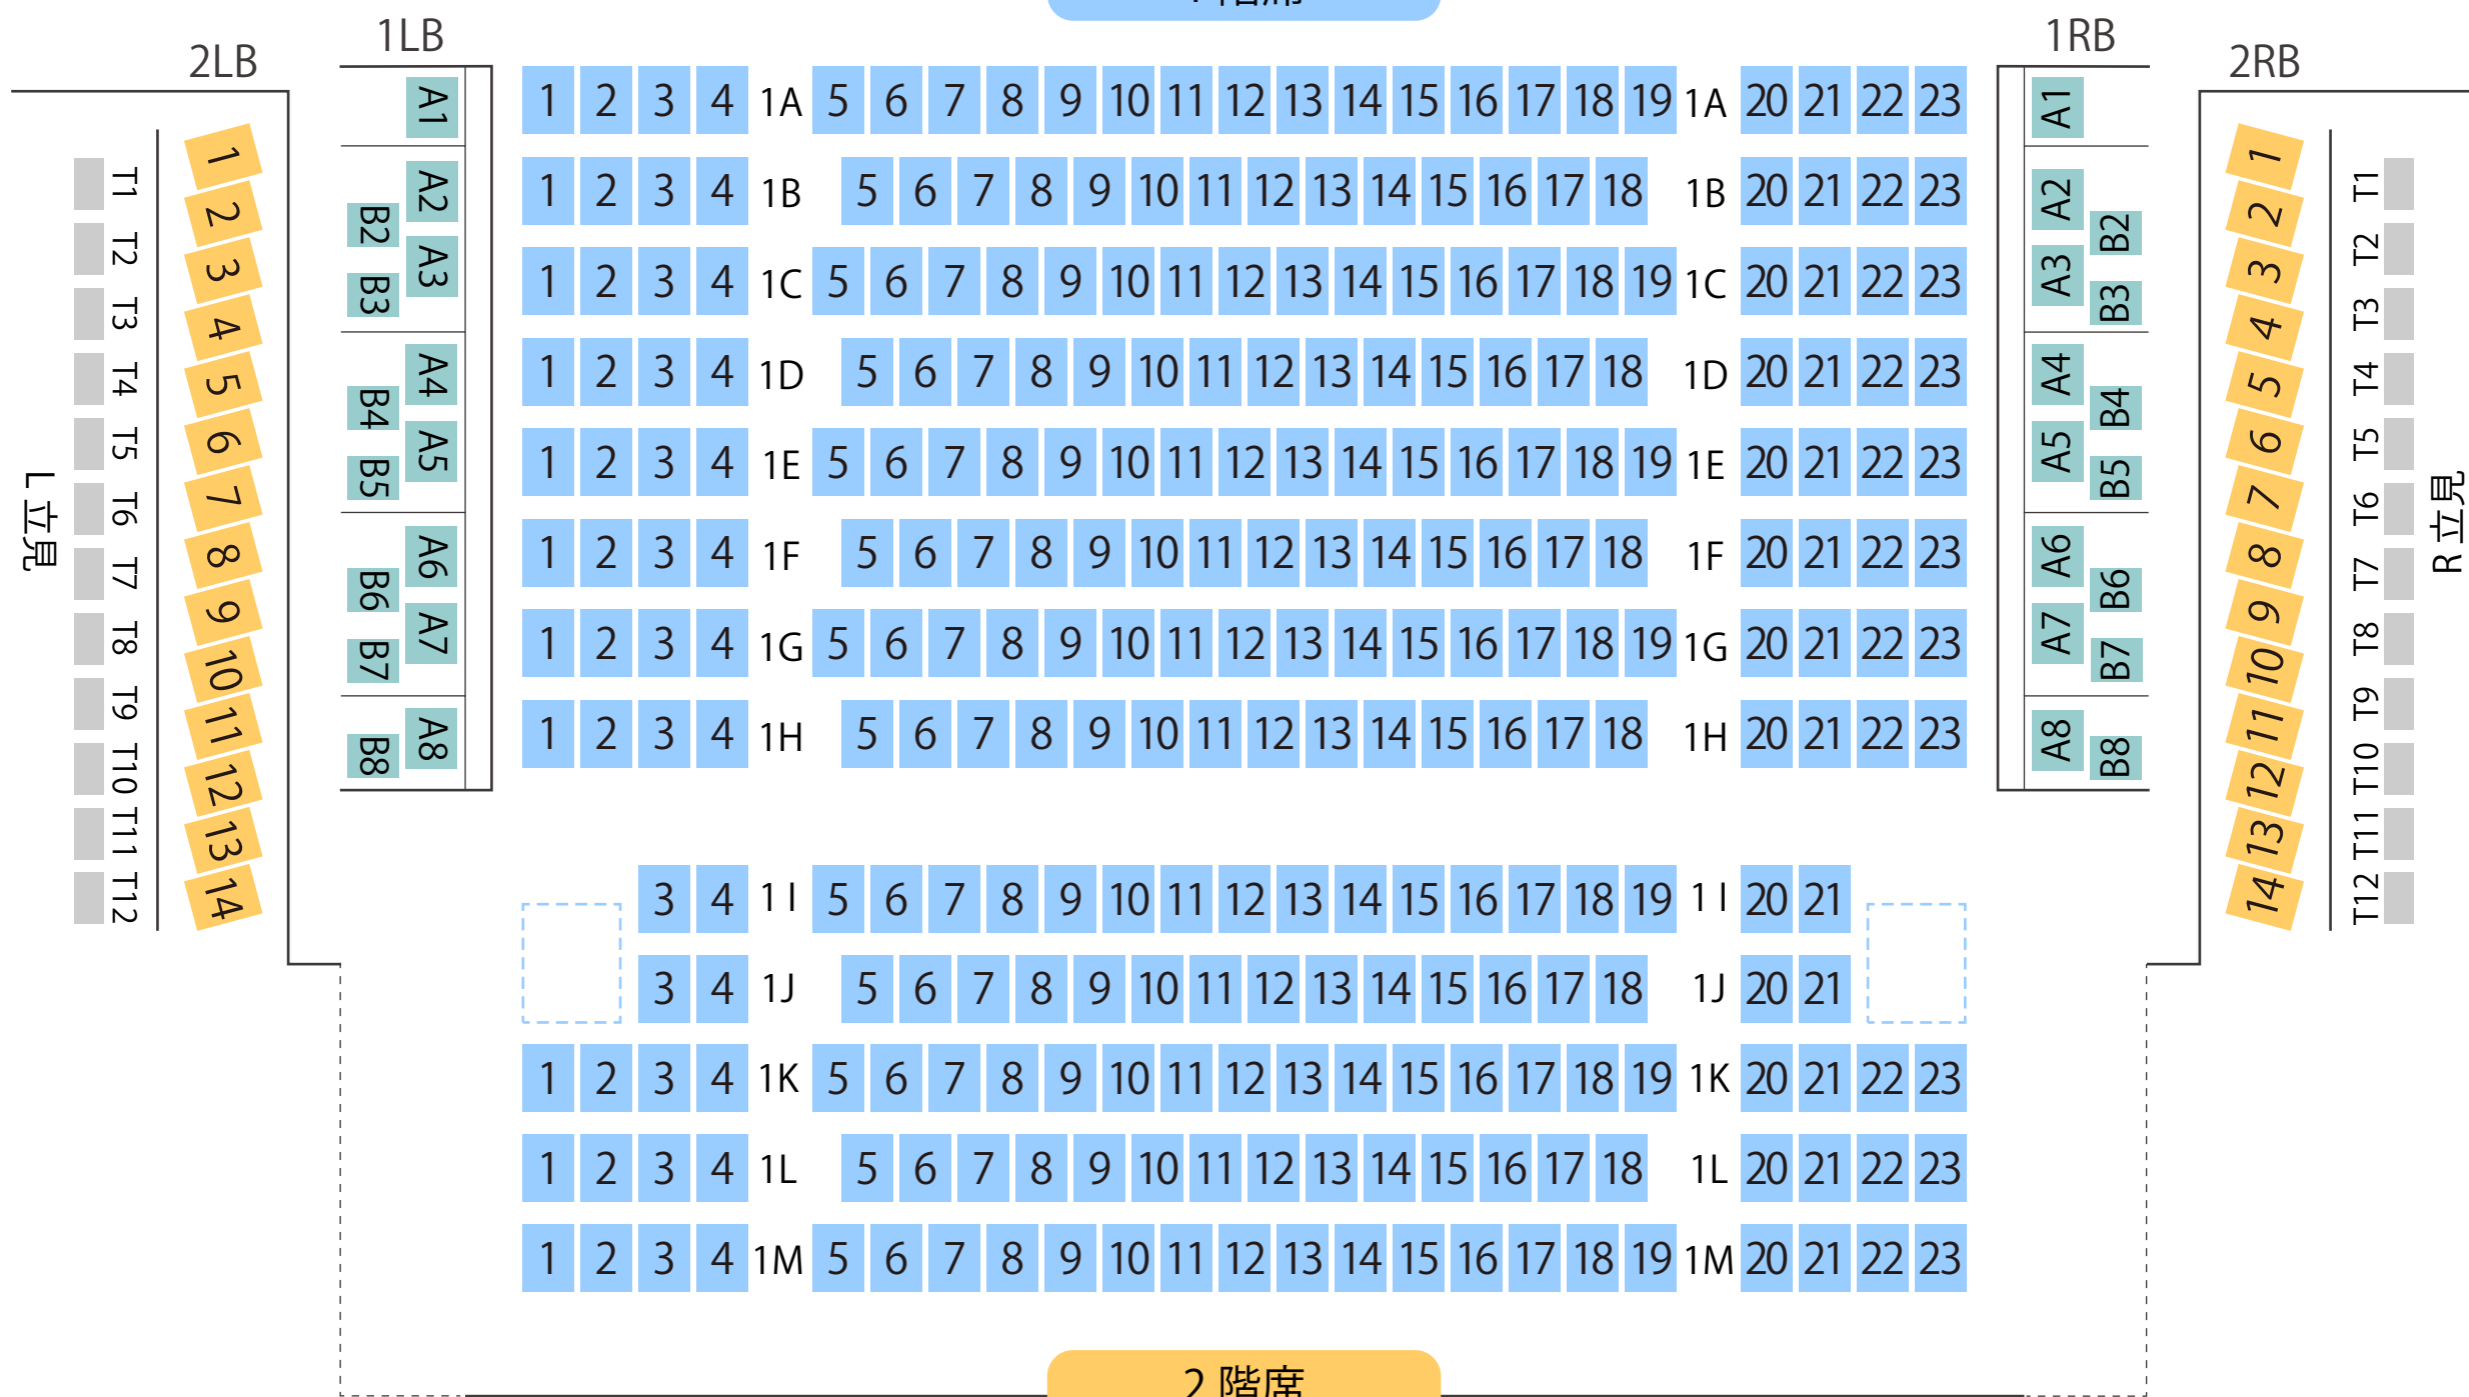 階席
1LB
1RB
2LB
2RB
1 2 3 4 1A 5 6 7 8 9 10 11 12 13 14 15 16 17 18 19 1A 20 21 22 23
1 2 3 4 1B 5 6 7 8 9 10 11 12 13 14 15 16 17 18 1B 20 21 22 23
1 2 3 4 1C 5 6 7 8 9 10 11 12 13 14 15 16 17 18 19 1C 20 21 22 23
1 2 3 4 1D 5 6 7 8 9 10 11 12 13 14 15 16 17 18 1D 20 21 22 23
1 2 3 4 1E 5 6 7 8 9 10 11 12 13 14 15 16 17 18 19 1E 20 21 22 23
1 2 3 4 1F 5 6 7 8 9 10 11 12 13 14 15 16 17 18 1F 20 21 22 23
1 2 3 4 1G 5 6 7 8 9 10 11 12 13 14 15 16 17 18 19 1G 20 21 22 23
1 2 3 4 1H 5 6 7 8 9 10 11 12 13 14 15 16 17 18 1H 20 21 22 23
3 4 1I 5 6 7 8 9 10 11 12 13 14 15 16 17 18 19 1I 20 21
3 4 1J 5 6 7 8 9 10 11 12 13 14 15 16 17 18 1J 20 21
1 2 3 4 1K 5 6 7 8 9 10 11 12 13 14 15 16 17 18 19 1K 20 21 22 23
1 2 3 4 1L 5 6 7 8 9 10 11 12 13 14 15 16 17 18 1L 20 21 22 23
1 2 3 4 1M 5 6 7 8 9 10 11 12 13 14 15 16 17 18 19 1M 20 21 22 23
L 立見
T1 T2 T3 T4 T5 T6 T7 T8 T9 T10 T11 T12
1 2 3 4 5 6 7 8 9 10 11 12 13 14
B2 B3 B4 B5 B6 B7 B8
A1 A2 A3 A4 A5 A6 A7 A8
A1 A2 A3 A4 A5 A6 A7 A8
B2 B3 B4 B5 B6 B7 B8
1 2 3 4 5 6 7 8 9 10 11 12 13 14
T1 T2 T3 T4 T5 T6 T7 T8 T9 T10 T11 T12
R 立見
2 階席